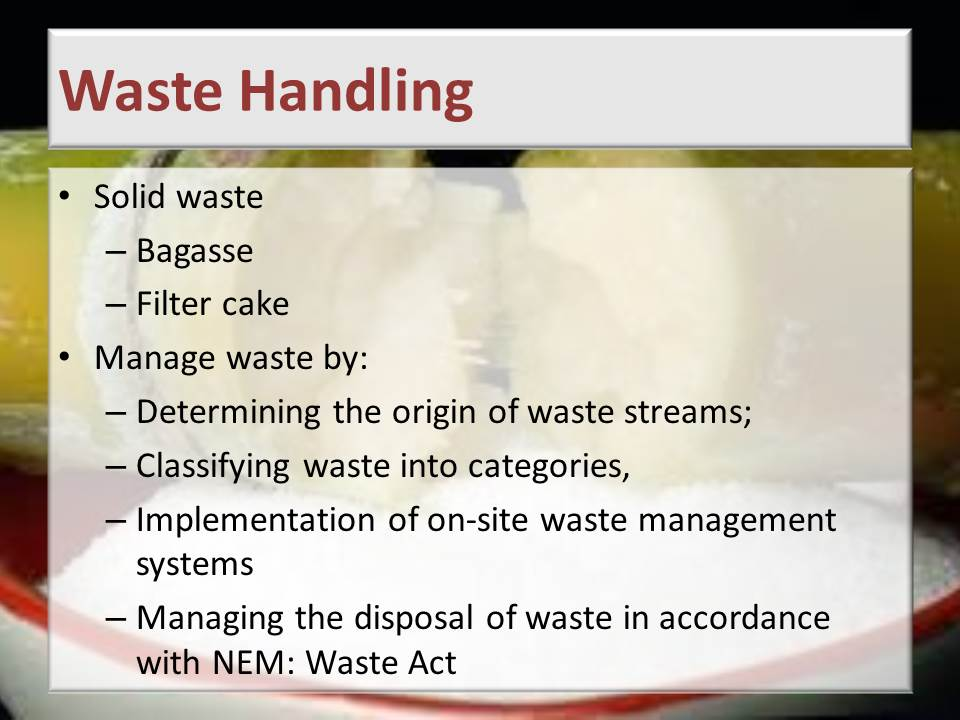 Waste Handling
• Solid waste
– Bagasse
– Filter cake
• Manage waste by:
– Determining the origin of waste streams;
– Classifying waste into categories,
– Implementation of on-site waste management
systems
– Managing the disposal of waste in accordance
with NEM: Waste Act